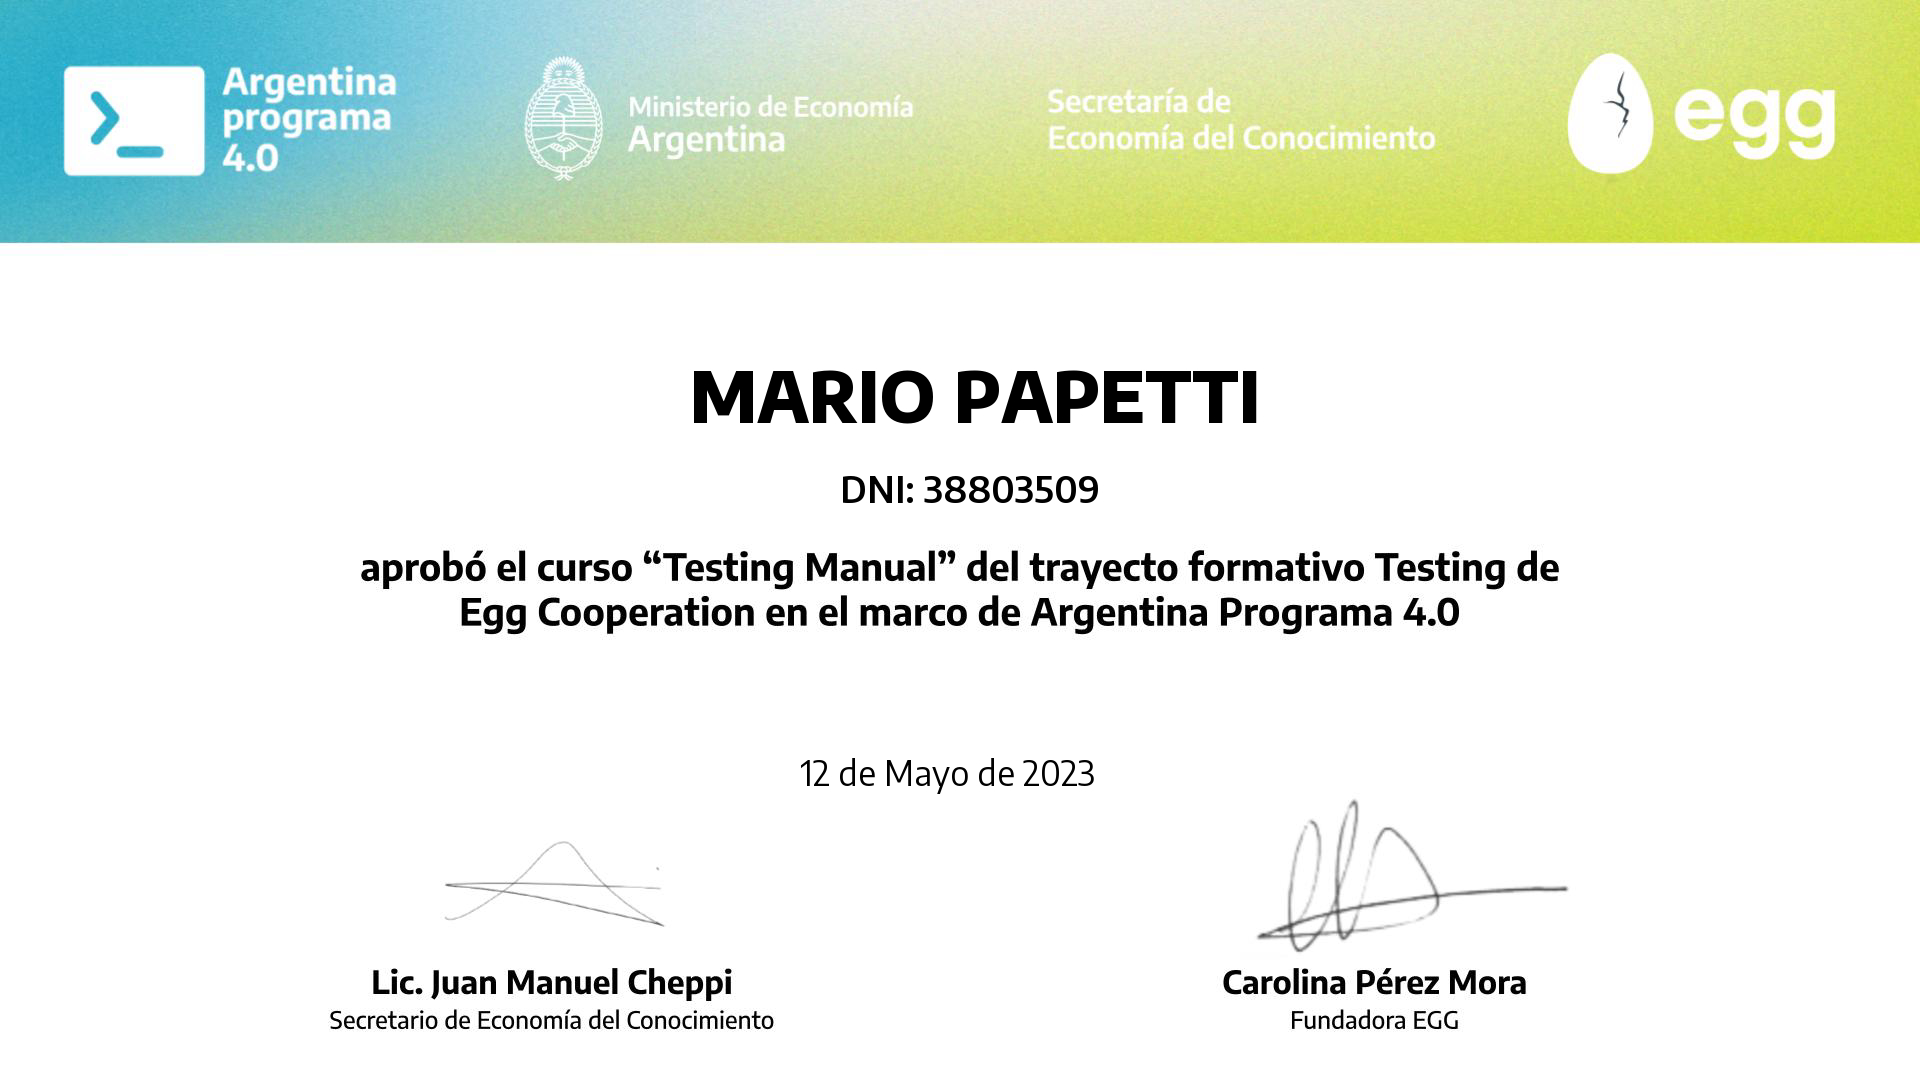 Argentina
programa
4.0
Ministerio de Economía
Argentina
Secretaría de
Economía del Conocimiento
egg
MARIO PAPETTI
DNI: 38803509
aprobó el curso “Testing Manual” del trayecto formativo Testing de
Egg Cooperation en el marco de Argentina Programa 4.0
12 de Mayo de 2023
Lic. Juan Manuel Cheppi
Secretario de Economía del Conocimiento
Carolina Pérez Mora
Fundadora EGG